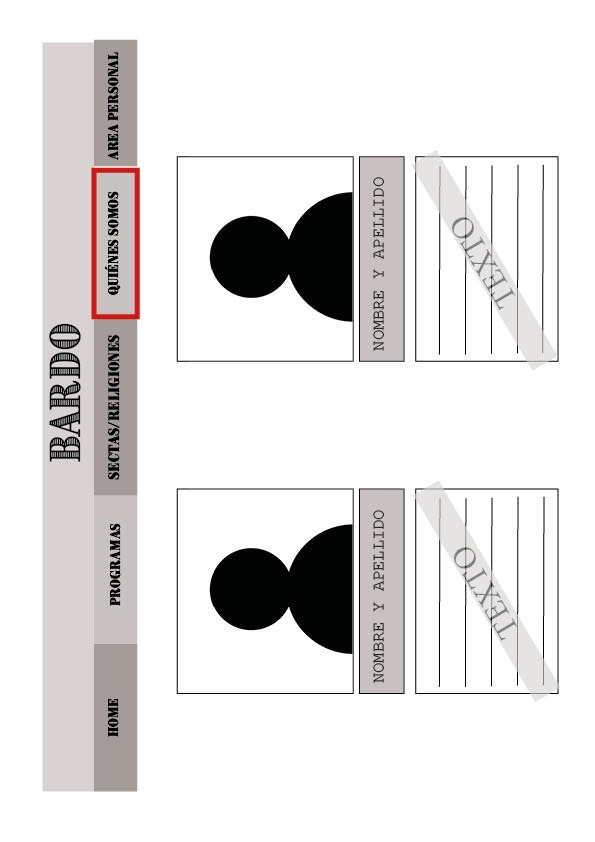 BARDO
HOME PROGRAMAS SECTAS/RELIGIONES QUIÉNES SOMOS AREA PERSONAL
NOMBRE Y APELLIDO NOMBRE Y APELLIDO
TEXTO TEXTO